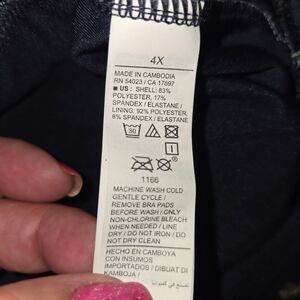 4X
MADE IN CAMBODIA
RN 54023 / CA 17897
■ US : SHELL: 83%
POLYESTER, 17%
SPANDEX / ELASTANE /
LINING: 92% POLYESTER,
8% SPANDEX / ELASTANE
30
I
1166
MACHINE WASH COLD
GENTLE CYCLE /
REMOVE BRA PADS
BEFORE WASH / ONLY
NON-CHLORINE BLEACH
WHEN NEEDED / LINE
DRY / DO NOT IRON / DO
NOT DRY CLEAN
HECHO EN CAMBOYA
CON INSUMOS
IMPORTADOS / DIBUAT DI
KAMBOJA /